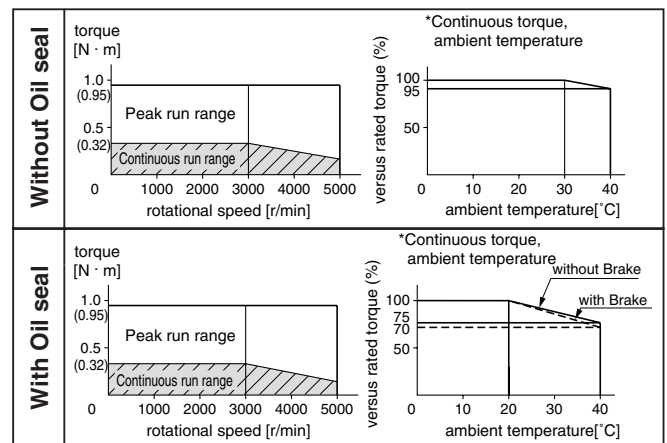 Without Oil seal
torque
[N · m]
1.0
(0.95)
0.5
(0.32)
0
Peak run range
Continuous run range
1000 2000 3000 4000 5000
rotational speed [r/min]
*Continuous torque,
ambient temperature
versus rated torque (%)
100
95
50
0 10 20 30 40
ambient temperature[˚C]
With Oil seal
torque
[N · m]
1.0
(0.95)
0.5
(0.32)
0
Peak run range
Continuous run range
1000 2000 3000 4000 5000
rotational speed [r/min]
*Continuous torque,
ambient temperature
without Brake
with Brake
versus rated torque (%)
100
75
70
50
0 10 20 30 40
ambient temperature[˚C]